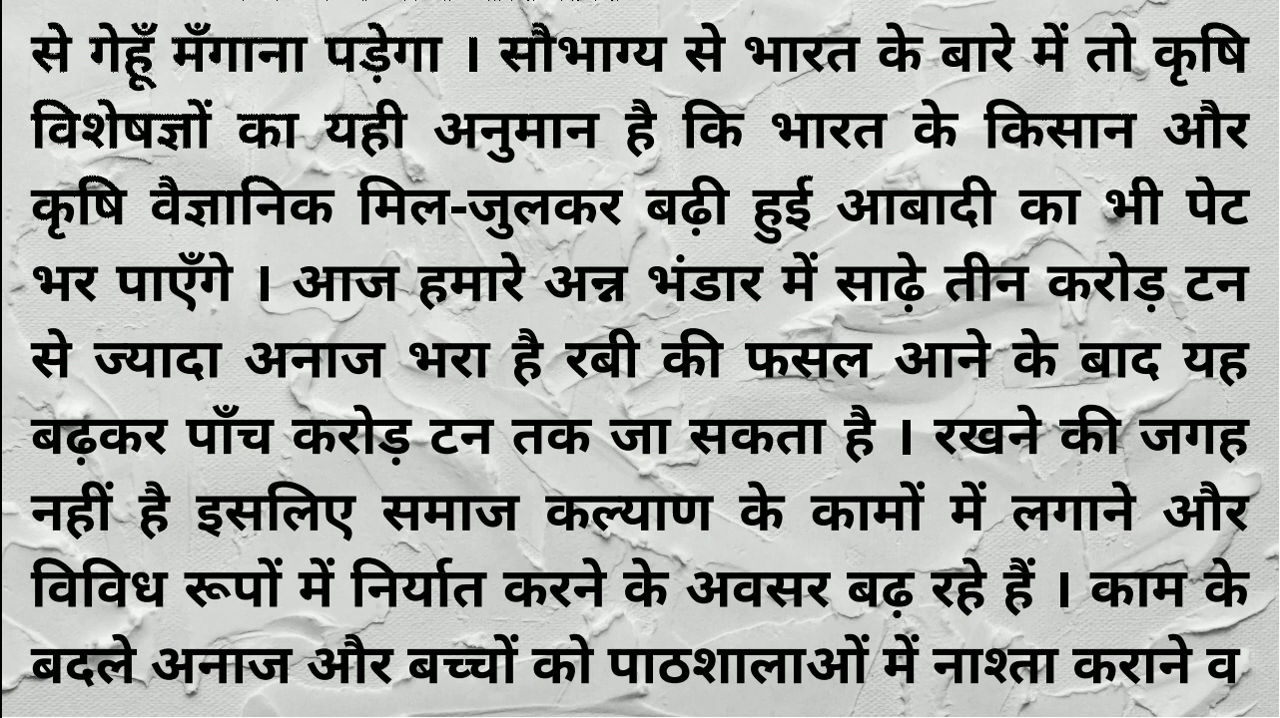 से गेहूँ मँगाना पड़ेगा । सौभाग्य से भारत के बारे में तो कृषि
विशेषज्ञों का यही अनुमान है कि भारत के किसान और
कृषि वैज्ञानिक मिल-जुलकर बढ़ी हुई आबादी का भी पेट
भर पाएँगे । आज हमारे अन्न भंडार में साढ़े तीन करोड़ टन
से ज्यादा अनाज भरा है रबी की फसल आने के बाद यह
बढ़कर पाँच करोड़ टन तक जा सकता है । रखने की जगह
नहीं है इसलिए समाज कल्याण के कामों में लगाने और
विविध रूपों में निर्यात करने के अवसर बढ़ रहे हैं । काम के
बदले अनाज और बच्चों को पाठशालाओं में नाश्ता कराने व